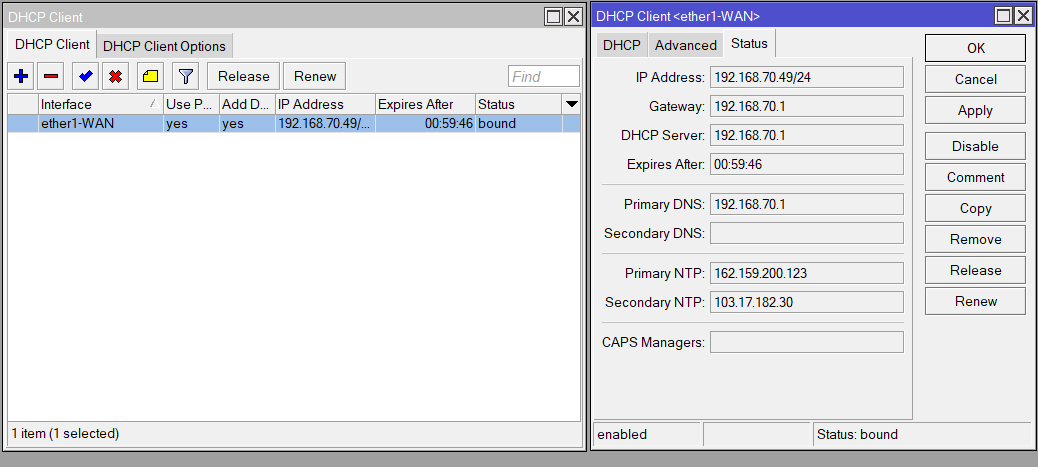 DHCP Client
DHCP Client DHCP Client Options
Release Renew Find
Interface / Use P... Add D... IP Address Expires After Status
ether1-WAN yes yes 192.168.70.49/... 00:59:46 bound
1 item (1 selected)
DHCP Client <ether1-WAN>
DHCP Advanced Status
IP Address: 192.168.70.49/24
Gateway: 192.168.70.1
DHCP Server: 192.168.70.1
Expires After: 00:59:46
Primary DNS: 192.168.70.1
Secondary DNS:
Primary NTP: 162.159.200.123
Secondary NTP: 103.17.182.30
CAPS Managers:
OK
Cancel
Apply
Disable
Comment
Copy
Remove
Release
Renew
enabled Status: bound